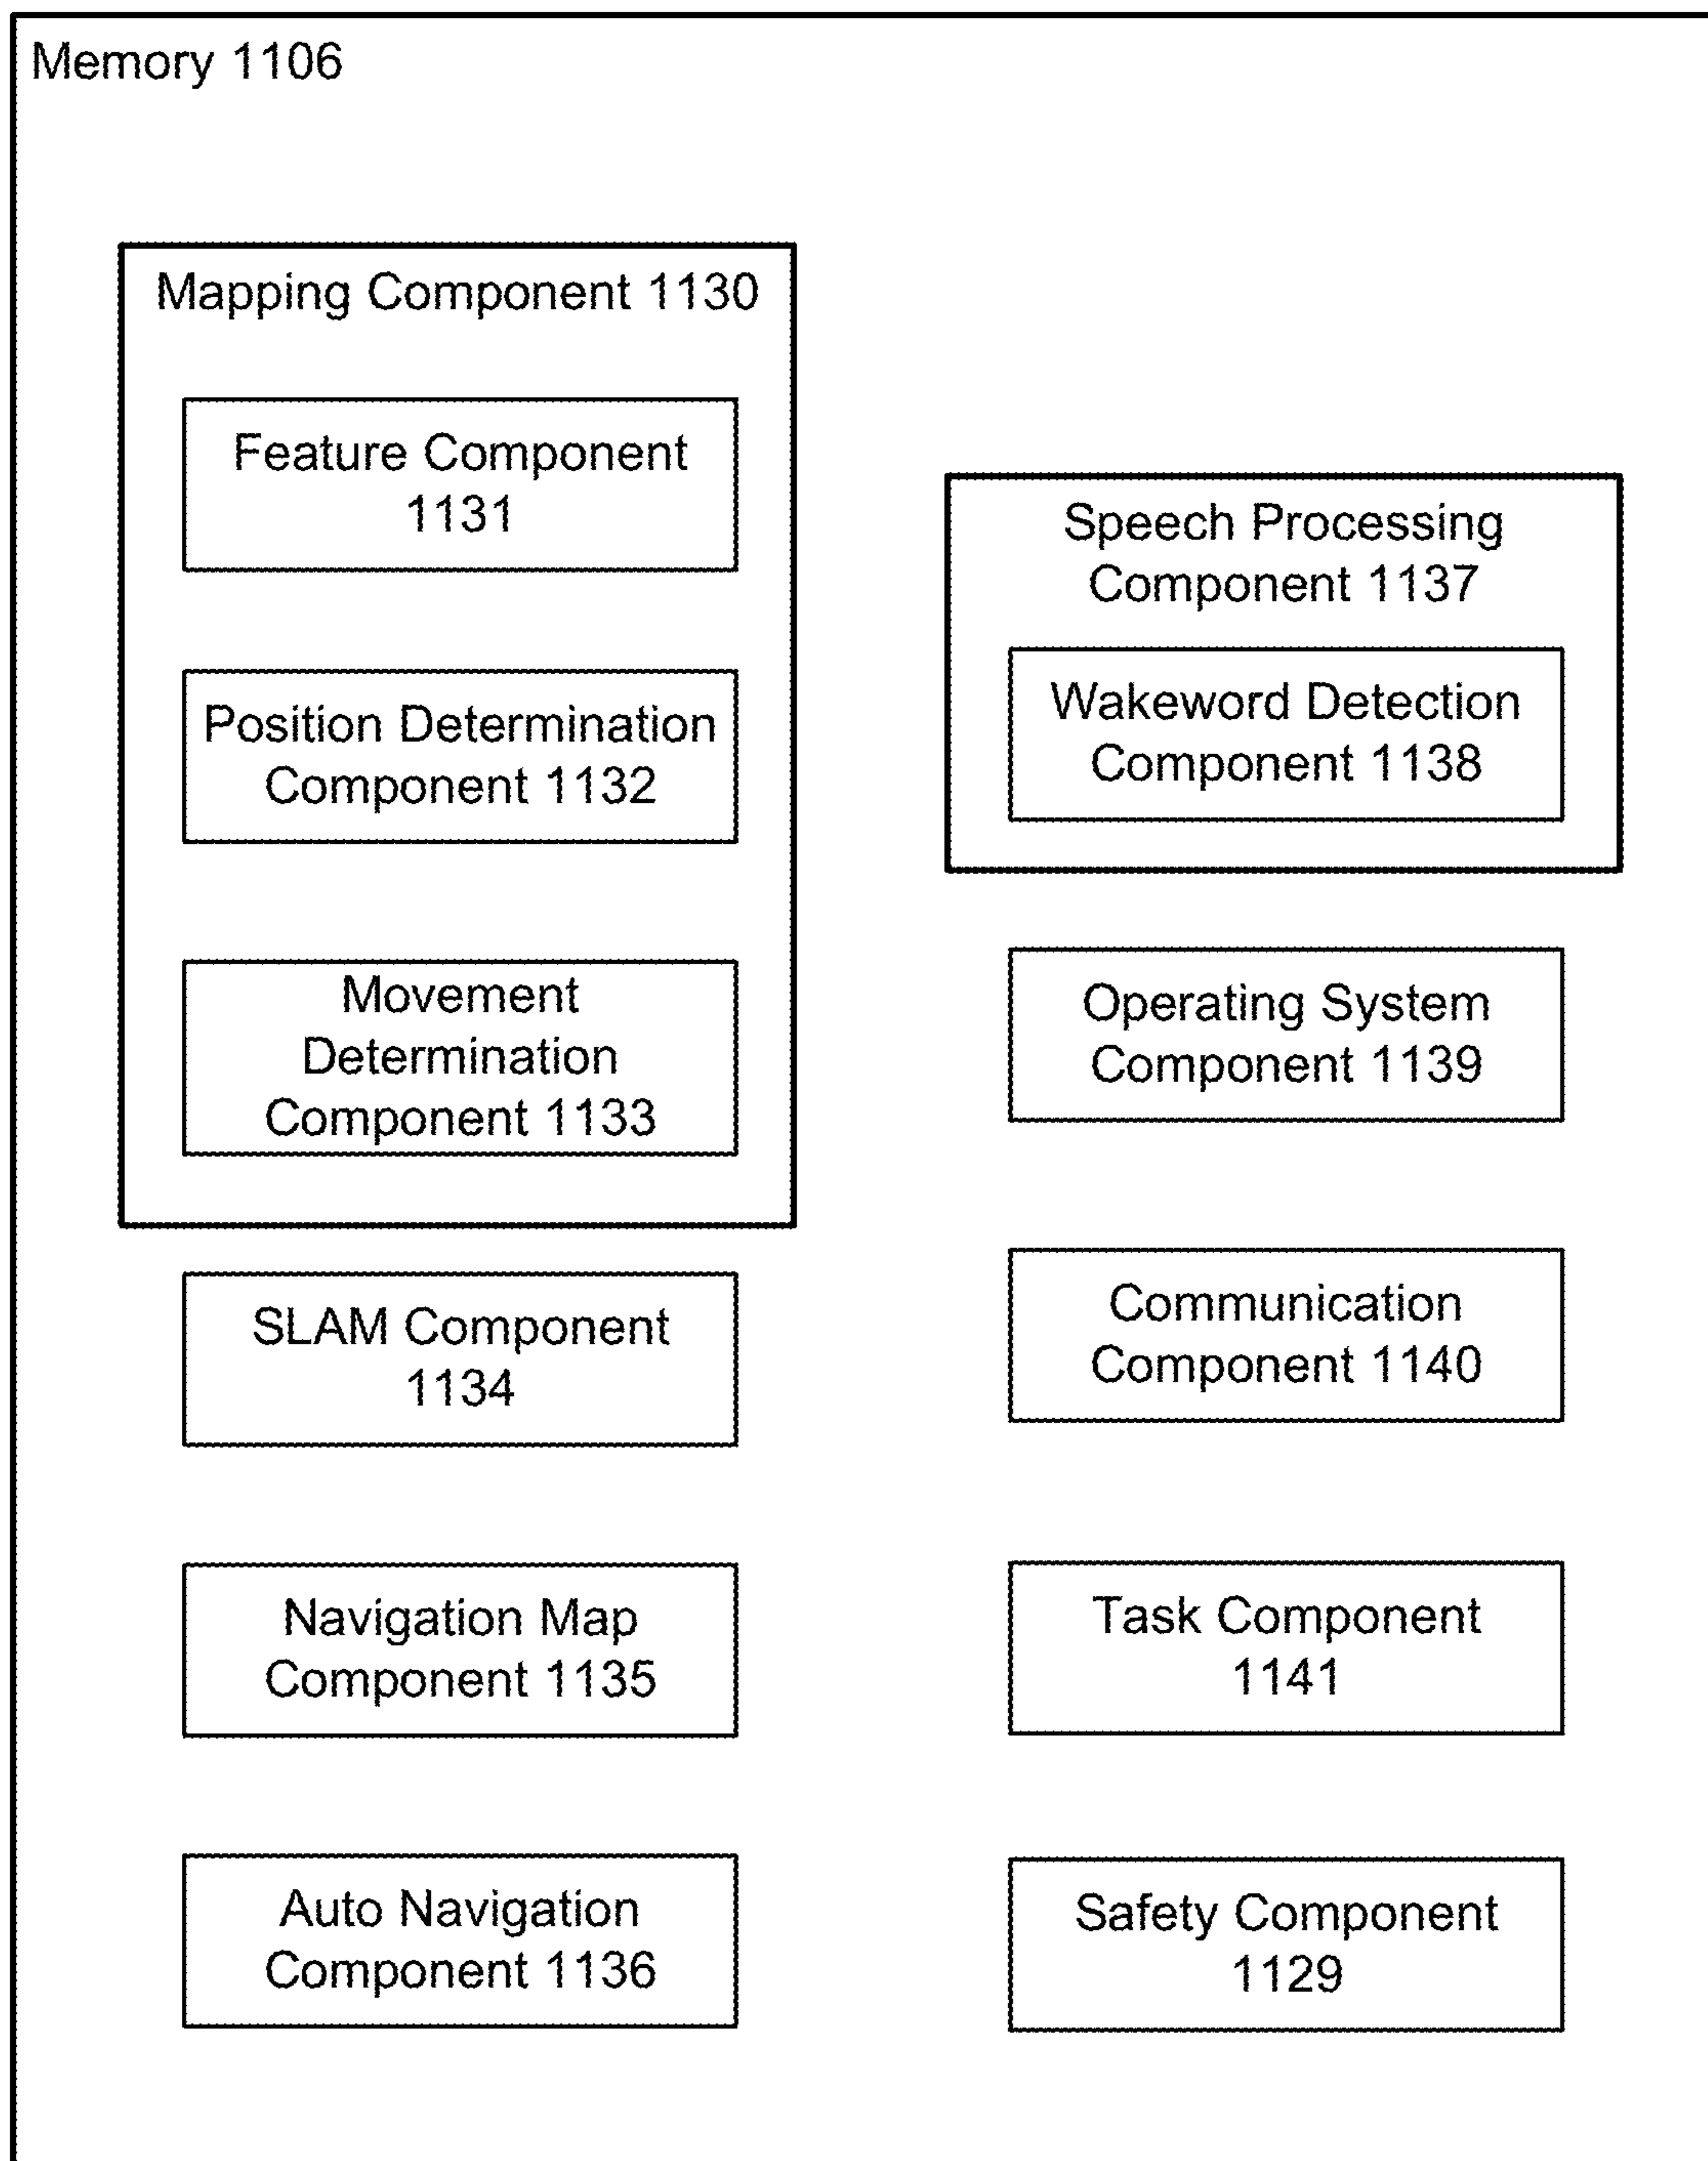 Memory 1106
Mapping Component 1130
Feature Component
1131
Position Determination
Component 1132
Movement
Determination
Component 1133
SLAM Component
1134
Navigation Map
Component 1135
Auto Navigation
Component 1136
Speech Processing
Component 1137
Wakeword Detection
Component 1138
Operating System
Component 1139
Communication
Component 1140
Task Component
1141
Safety Component
1129